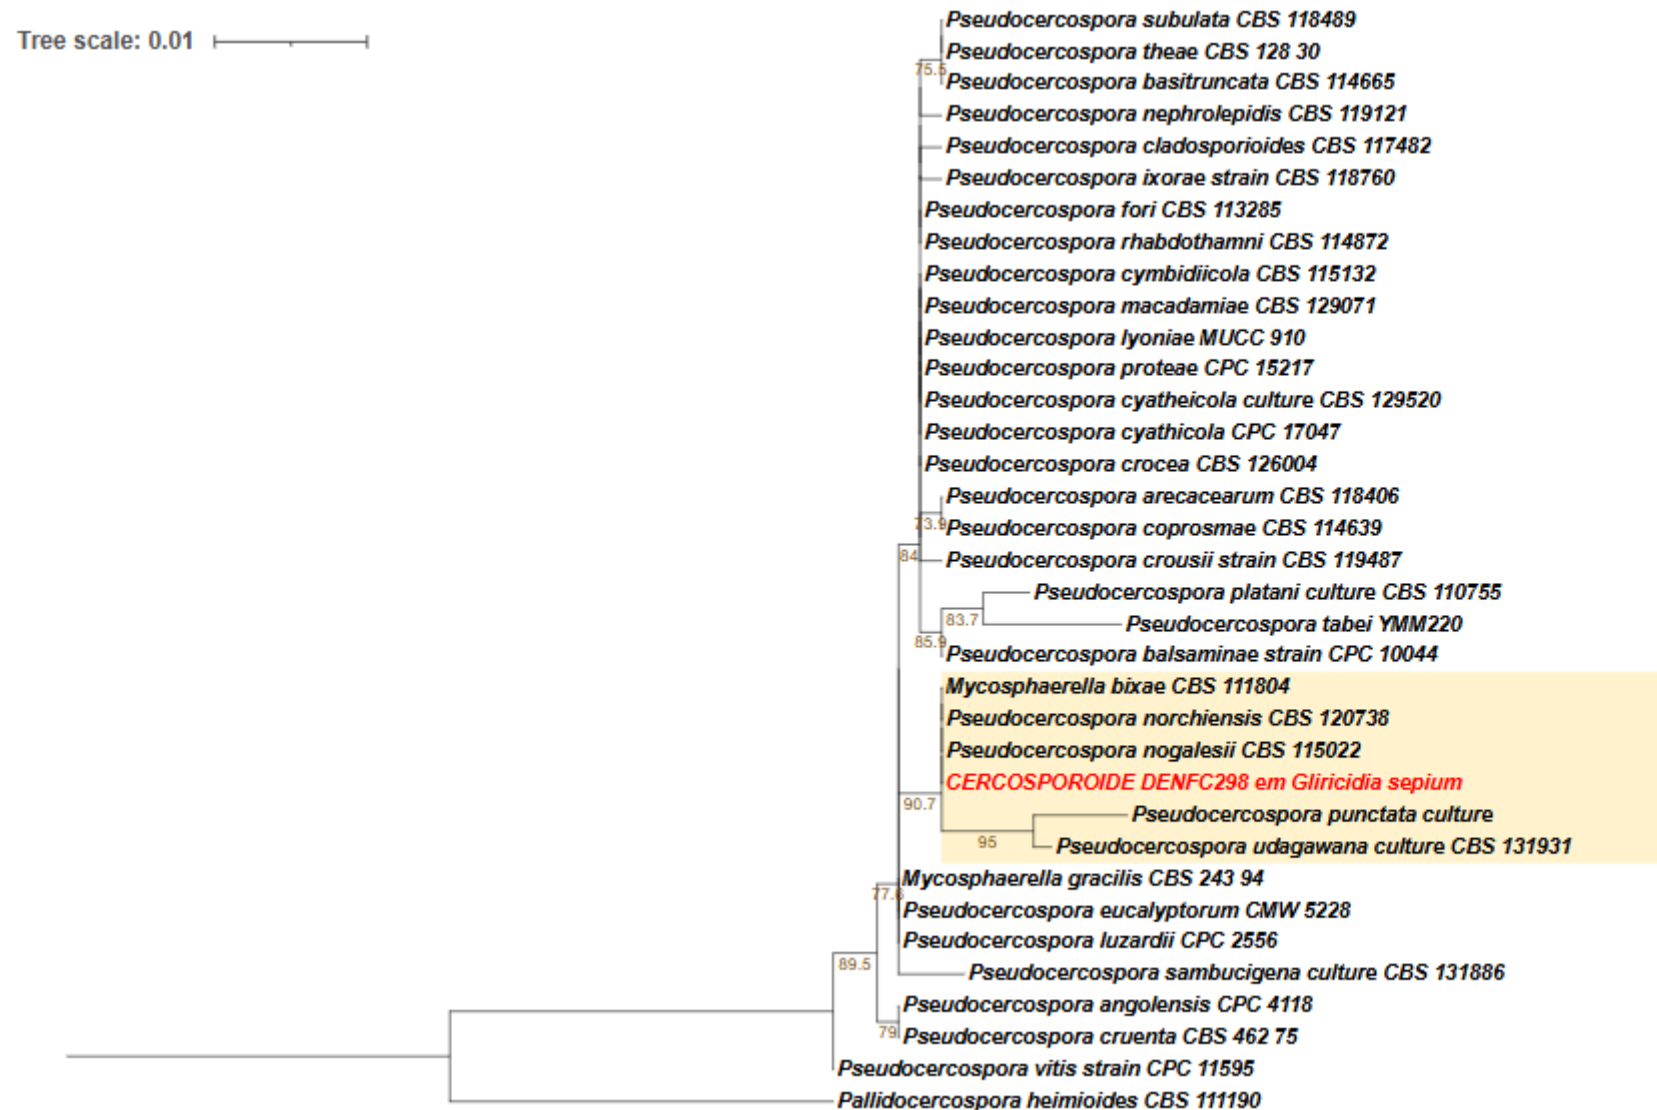 Tree scale: 0.01
Pseudocercospora subulata CBS 118489
Pseudocercospora theae CBS 128 30
75.5
Pseudocercospora basitruncata CBS 114665
Pseudocercospora nephrolepidis CBS 119121
Pseudocercospora cladosporioides CBS 117482
Pseudocercospora ixorae strain CBS 118760
Pseudocercospora fori CBS 113285
Pseudocercospora rhabdothamni CBS 114872
Pseudocercospora cymbidiicola CBS 115132
Pseudocercospora macadamiae CBS 129071
Pseudocercospora lyoniae MUCC 910
Pseudocercospora proteae CPC 15217
Pseudocercospora cyatheicola culture CBS 129520
Pseudocercospora cyathicola CPC 17047
Pseudocercospora crocea CBS 126004
Pseudocercospora arecacearum CBS 118406
73.9
Pseudocercospora coprosmae CBS 114639
84
Pseudocercospora crousii strain CBS 119487
Pseudocercospora platani culture CBS 110755
83.7
Pseudocercospora tabei YMM220
85.9
Pseudocercospora balsaminae strain CPC 10044
Mycosphaerella bixae CBS 111804
Pseudocercospora norchiensis CBS 120738
Pseudocercospora nogalesii CBS 115022
CERCOSPOROIDE DENFC298 em Gliricidia sepium
90.7
Pseudocercospora punctata culture
95
Pseudocercospora udagawana culture CBS 131931
Mycosphaerella gracilis CBS 243 94
Pseudocercospora eucalyptorum CMW 5228
Pseudocercospora luzardii CPC 2556
89.5
Pseudocercospora sambucigena culture CBS 131886
Pseudocercospora angolensis CPC 4118
79
Pseudocercospora cruenta CBS 462 75
Pseudocercospora vitis strain CPC 11595
Pallidocercospora heimioides CBS 111190